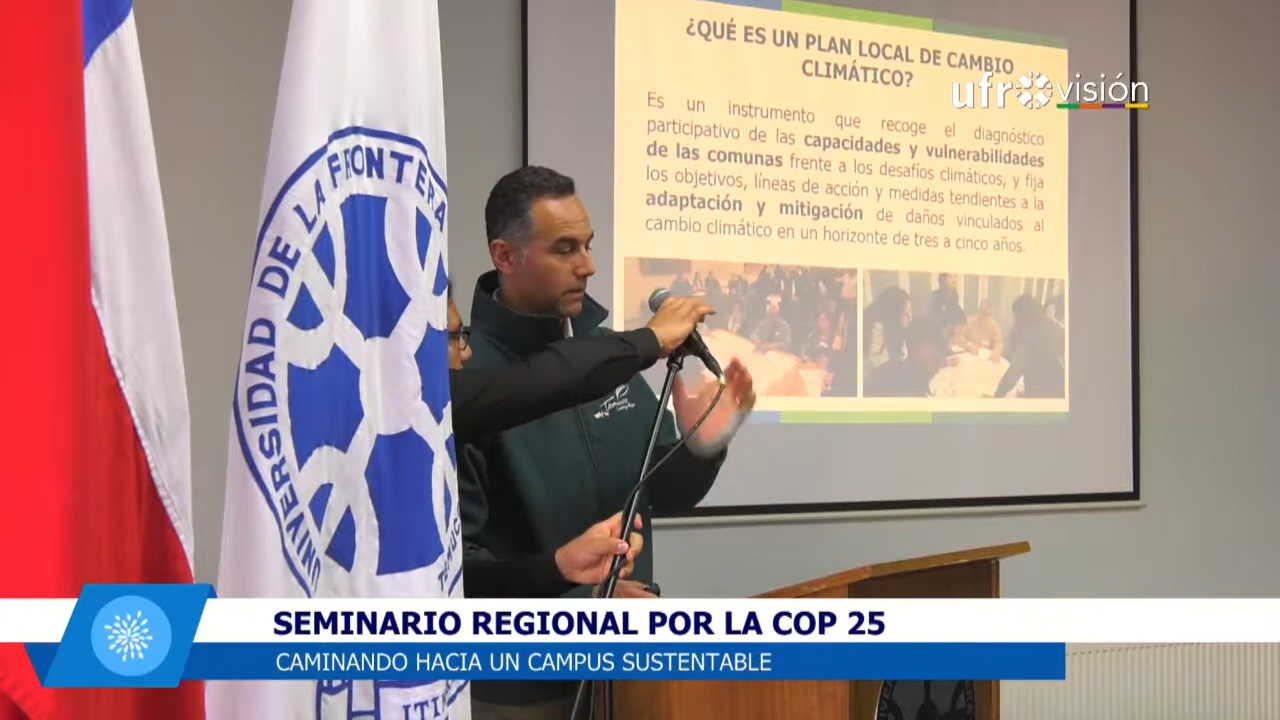 ¿QUÉ ES UN PLAN LOCAL DE CAMBIO
CLIMÁTICO?
ufro visión
Es un instrumento que recoge el diagnóstico
participativo de las capacidades y vulnerabilidades
de las comunas frente a los desafíos climáticos, y fija
los objetivos, líneas de acción y medidas tendientes a la
adaptación y mitigación de daños vinculados al
cambio climático en un horizonte de tres a cinco años.
UNIVERSIDAD DE LA FRONTERA
Temuco
SEMINARIO REGIONAL POR LA COP 25
CAMINANDO HACIA UN CAMPUS SUSTENTABLE